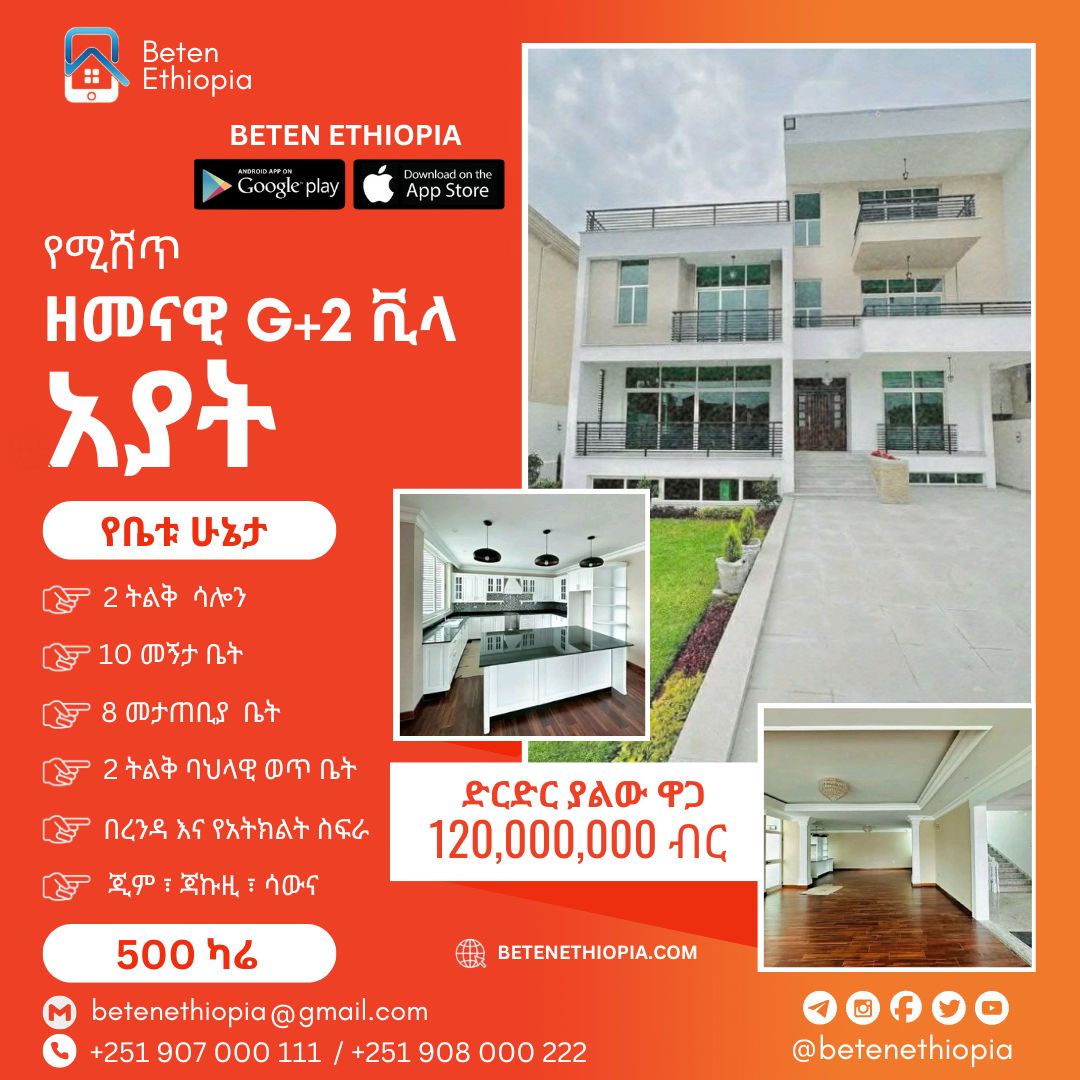 Beten
Ethiopia
BETEN ETHIOPIA
ANDROID APP ON
Google play
Download on the
App Store
የሚሸጥ
ዘመናዊ G+2 ቪላ
አያት
የቤቱ ሁኔታ
2 ትልቅ ሳሎን
10 መኝታ ቤት
8 መታጠቢያ ቤት
2 ትልቅ ባህላዊ ወጥ ቤት
በረንዳ እና የአትክልት ስፍራ
ጂም ፣ ጃኩዚ ፣ ሳውና
500 ካሬ
ድርድር ያልው ዋጋ
120,000,000 ብር
BETENETHIOPIA.COM
betenethiopia@gmail.com
+251 907 000 111 / +251 908 000 222
@betenethiopia